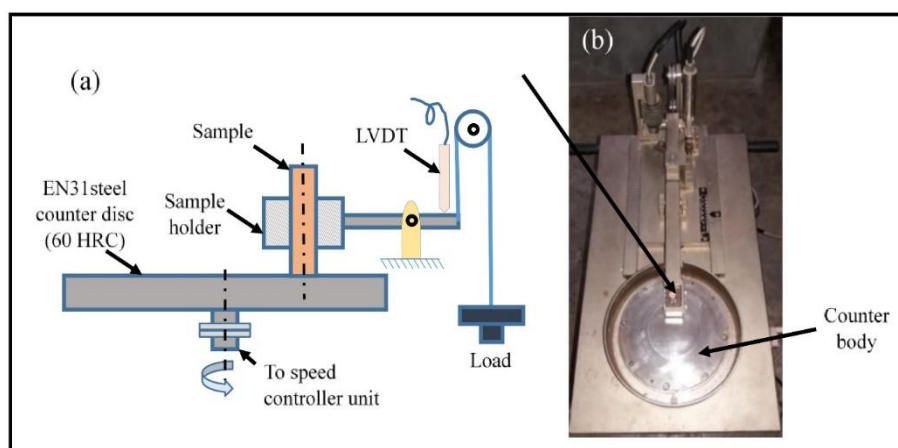 (a)
Sample
EN31steel
counter disc
(60 HRC)
Sample
holder
LVDT
Load
To speed
controller unit
(b)
Counter
body